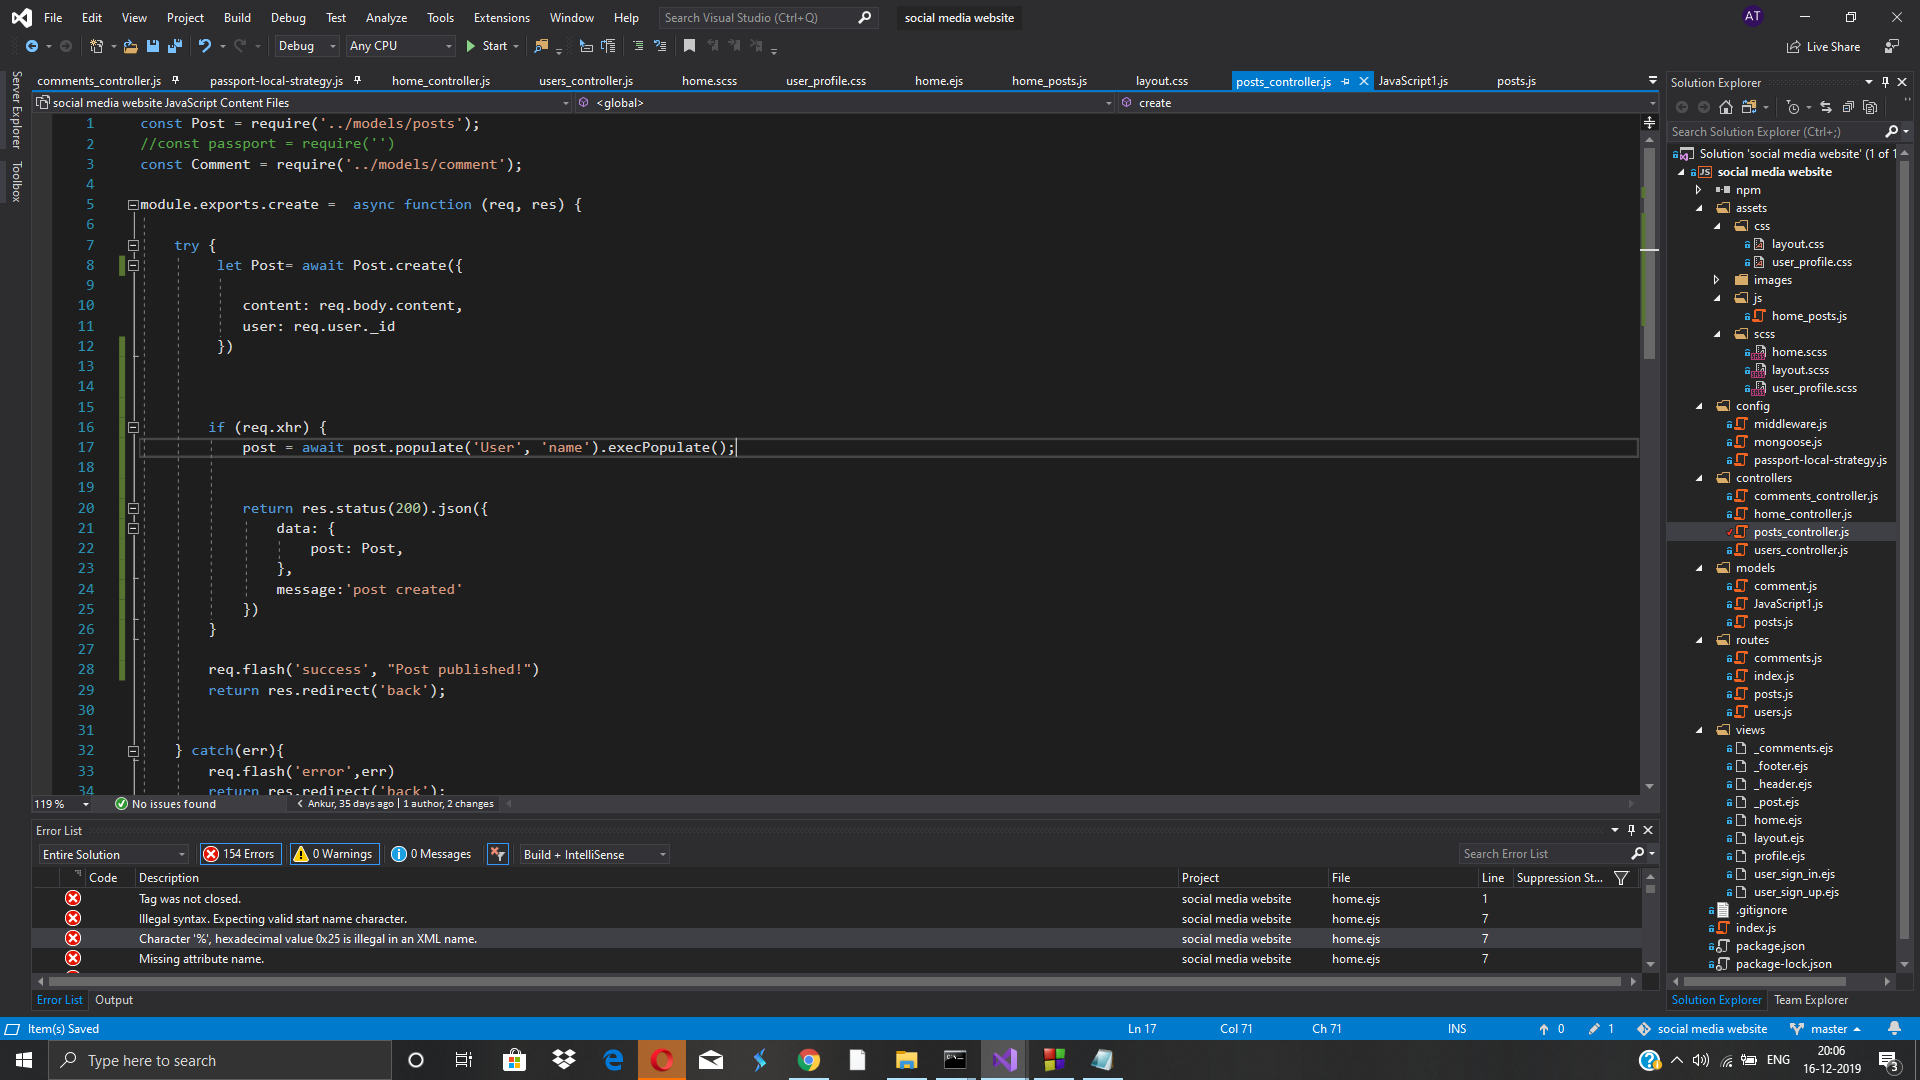 File Edit View Project Build Debug Test Analyze Tools Extensions Window Help Search Visual Studio (Ctrl+Q) social media website AT
Debug Any CPU Start Live Share
comments_controller.js passport-local-strategy.js home_controller.js users_controller.js home.scss user_profile.css home.ejs home_posts.js layout.css posts_controller.js JavaScript1.js posts.js
social media website JavaScript Content Files <global> create
Server Explorer
Toolbox
1 const Post = require('../models/posts');
2 //const passport = require('')
3 const Comment = require('../models/comment');
4
5 module.exports.create =  async function (req, res) {
6
7 try {
8 let Post= await Post.create({
9
10 content: req.body.content,
11 user: req.user._id
12 })
13
14
15
16 if (req.xhr) {
17 post = await post.populate('User', 'name').execPopulate();
18
19
20 return res.status(200).json({
21 data: {
22 post: Post,
23 },
24 message:'post created'
25 })
26 }
27
28 req.flash('success', "Post published!")
29 return res.redirect('back');
30
31
32 } catch(err){
33 req.flash('error',err)
34 return res.redirect('back');
119 % No issues found Ankur, 35 days ago | 1 author, 2 changes
Error List
Entire Solution 154 Errors 0 Warnings 0 Messages Build + IntelliSense Search Error List
Code Description Project File Line Suppression St...
Tag was not closed. social media website home.ejs 1
Illegal syntax. Expecting valid start name character. social media website home.ejs 7
Character '%', hexadecimal value 0x25 is illegal in an XML name. social media website home.ejs 7
Missing attribute name. social media website home.ejs 7
Error List Output
Solution Explorer
Search Solution Explorer (Ctrl+;)
Solution 'social media website' (1 of 1
JS social media website
npm
assets
css
layout.css
user_profile.css
images
js
home_posts.js
scss
home.scss
layout.scss
user_profile.scss
config
middleware.js
mongoose.js
passport-local-strategy.js
controllers
comments_controller.js
home_controller.js
posts_controller.js
users_controller.js
models
comment.js
JavaScript1.js
posts.js
routes
comments.js
index.js
posts.js
users.js
views
_comments.ejs
_footer.ejs
_header.ejs
_post.ejs
home.ejs
layout.ejs
profile.ejs
user_sign_in.ejs
user_sign_up.ejs
.gitignore
index.js
package.json
package-lock.json
Solution Explorer Team Explorer
Item(s) Saved Ln 17 Col 71 Ch 71 INS 0 1 social media website master
Type here to search ENG 20:06
16-12-2019 3